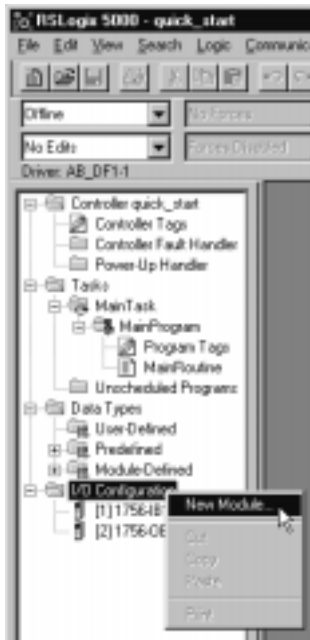 RSLogix 5000 - quick_start
File Edit View Search Logic
Offline
No Forces
No Edits
Forces Disabled
Driver: AB_DF1-1
Controller quick_start
Controller Tags
Controller Fault Handler
Power-Up Handler
Tasks
MainTask
MainProgram
Program Tags
MainRoutine
Unscheduled Programs
Data Types
User-Defined
Predefined
Module-Defined
I/O Configuration
New Module...
[1] 1756-IB1
[2] 1756-OB
Cut
Copy
Paste
Print